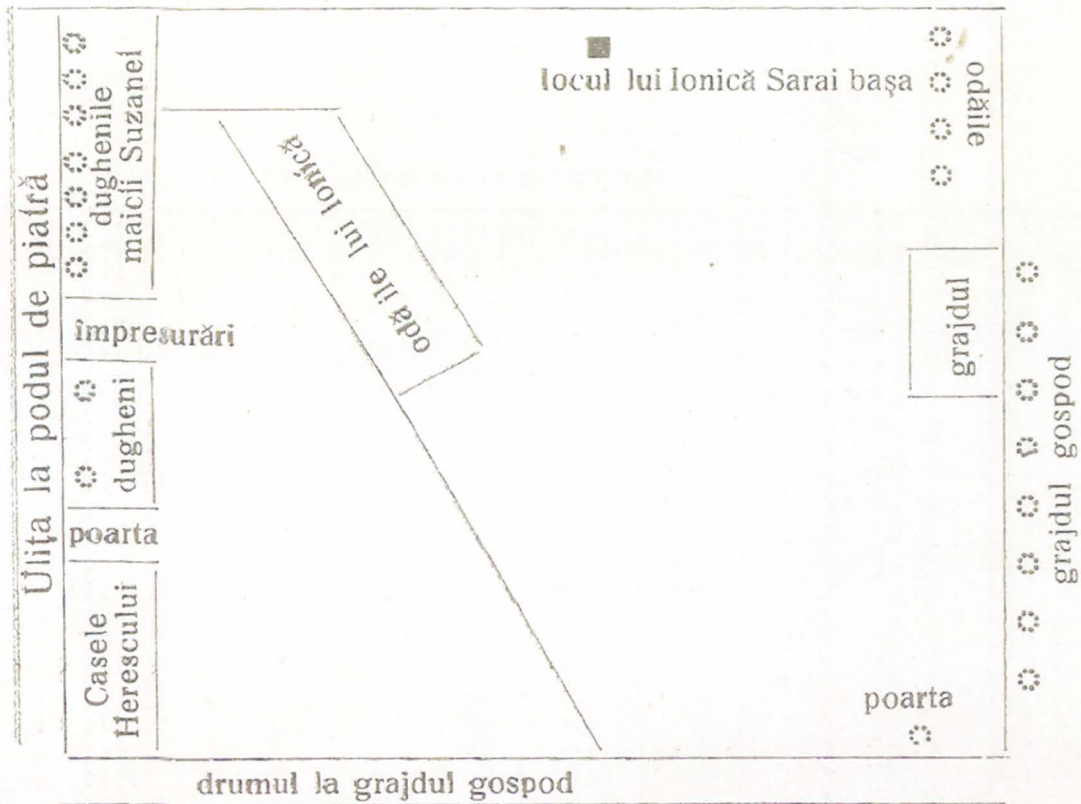 Ulița la podul de piatră
dughenile
maicii Suzanei
împresurări
dugheni
poarta
Casele
Herescului
odăile lui Ionică
locul lui Ionică Sarai bașa
odăile
grajdul
grajdul gospod
poarta
drumul la grajdul gospod